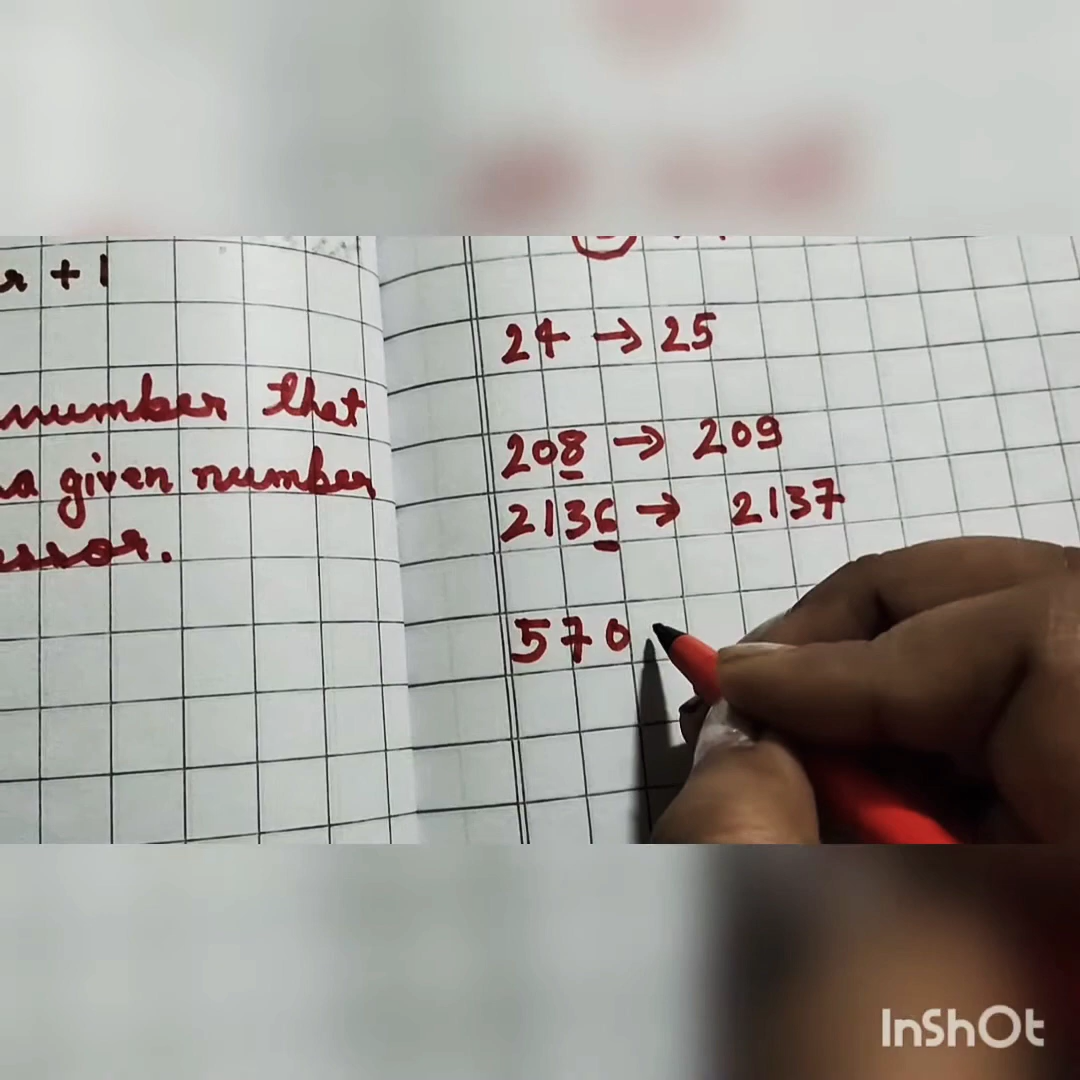 +1
number that
given number
24 → 25
208 → 209
2136 → 2137
570
InShOt